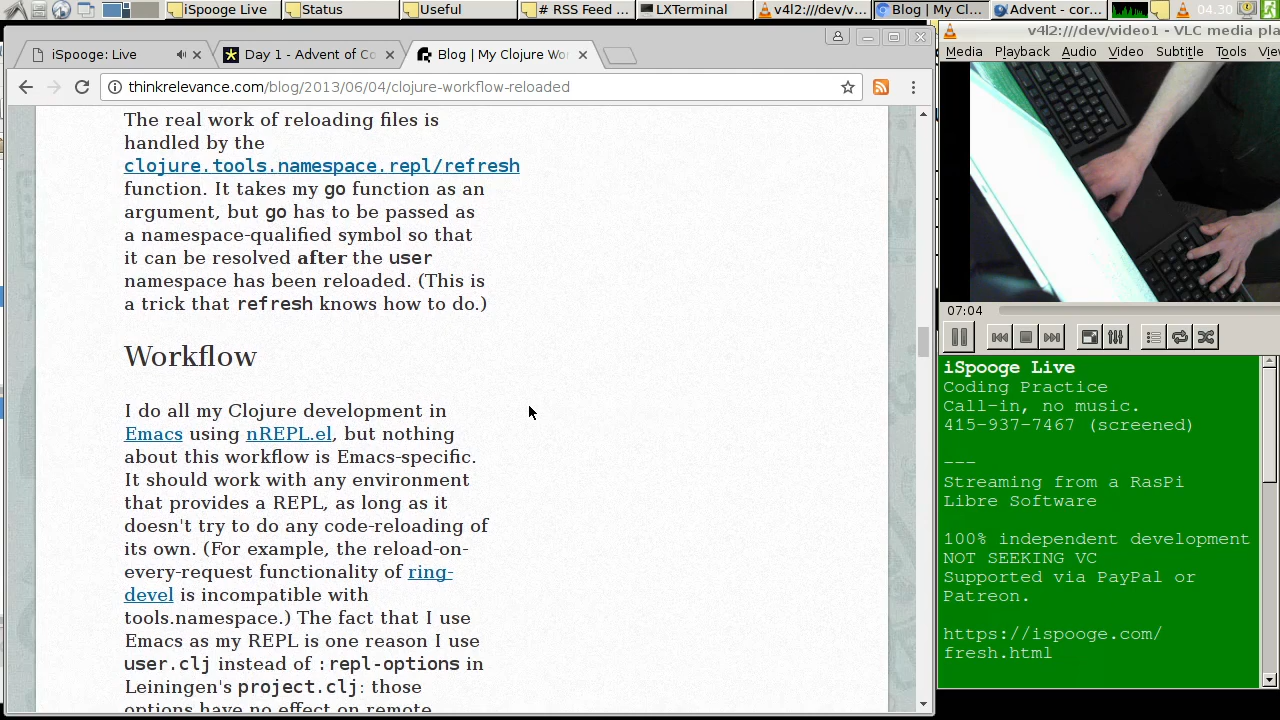 iSpooge Live
Status
Useful
# RSS Feed ...
LXTerminal
v4l2:///dev/v...
Blog | My Cl...
Advent - cor...
04.30
iSpooge: Live
Day 1 - Advent of Co
Blog | My Clojure Wor
thinkrelevance.com/blog/2013/06/04/clojure-workflow-reloaded
The real work of reloading files is
handled by the
clojure.tools.namespace.repl/refresh
function. It takes my go function as an
argument, but go has to be passed as
a namespace-qualified symbol so that
it can be resolved after the user
namespace has been reloaded. (This is
a trick that refresh knows how to do.)
Workflow
I do all my Clojure development in
Emacs using nREPL.el, but nothing
about this workflow is Emacs-specific.
It should work with any environment
that provides a REPL, as long as it
doesn't try to do any code-reloading of
its own. (For example, the reload-on-
every-request functionality of ring-
devel is incompatible with
tools.namespace.) The fact that I use
Emacs as my REPL is one reason I use
user.clj instead of :repl-options in
Leiningen's project.clj: those
options have no effect on remote
v4l2:///dev/video1 - VLC media pla
Media Playback Audio Video Subtitle Tools View
07:04
iSpooge Live
Coding Practice
Call-in, no music.
415-937-7467 (screened)
---
Streaming from a RasPi
Libre Software
100% independent development
NOT SEEKING VC
Supported via PayPal or
Patreon.
https://ispooge.com/
fresh.html